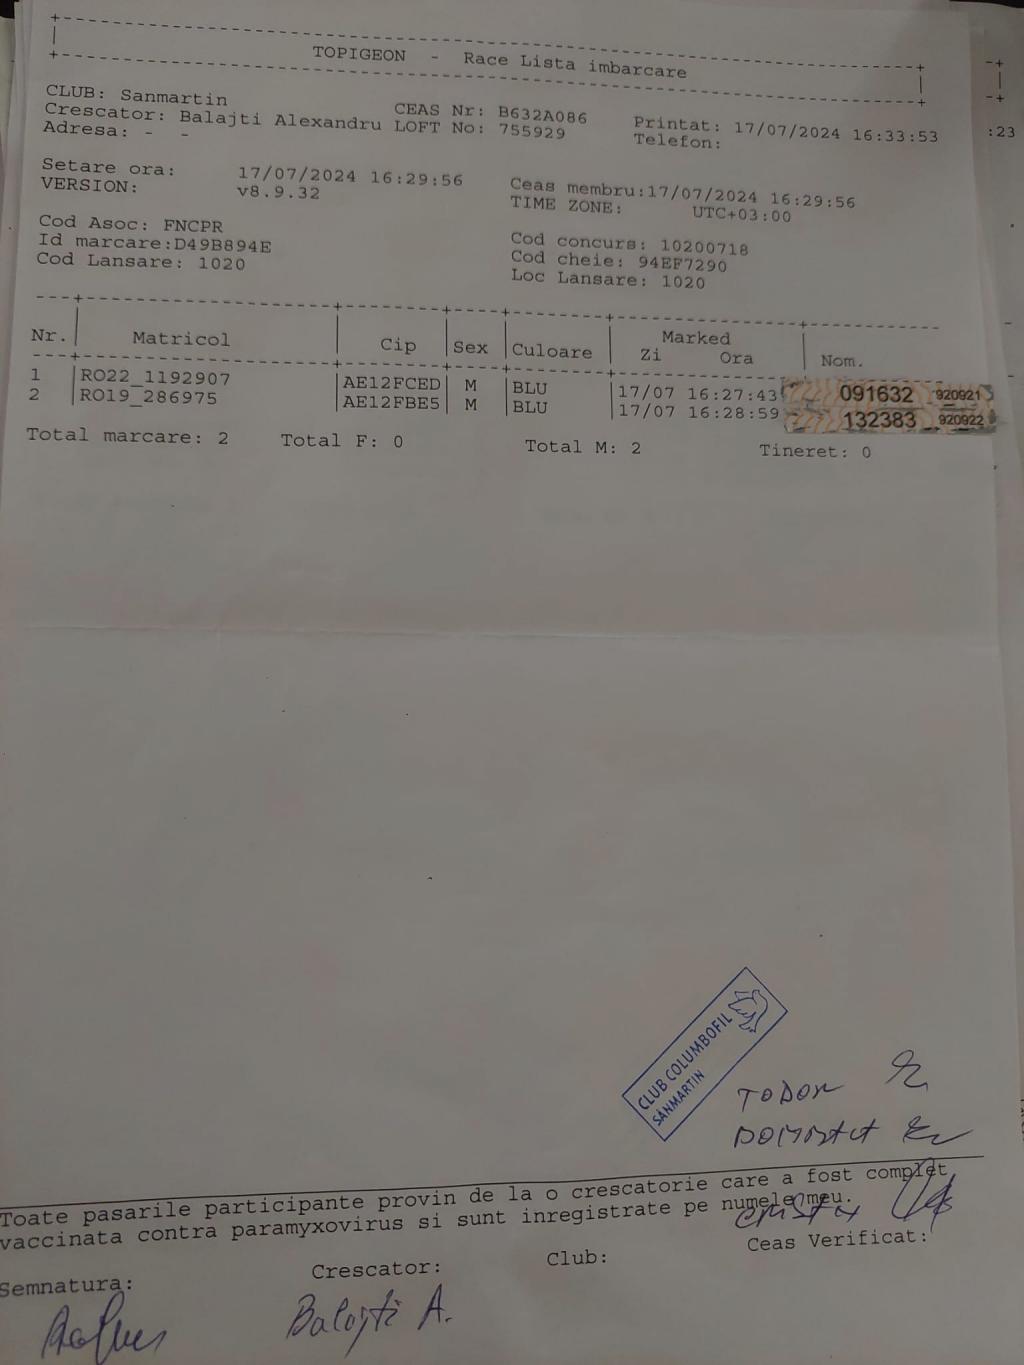 TOPIGEON - Race Lista imbarcare
CLUB: Sanmartin
Crescator: Balajti Alexandru
Adresa: - -
CEAS Nr: B632A086
LOFT No: 755929
Printat: 17/07/2024 16:33:53
Telefon:
:23
Setare ora: 17/07/2024 16:29:56
VERSION: v8.9.32
Ceas membru:17/07/2024 16:29:56
TIME ZONE: UTC+03:00
Cod Asoc: FNCPR
Id marcare:D49B894E
Cod Lansare: 1020
Cod concurs: 10200718
Cod cheie: 94EF7290
Loc Lansare: 1020
Nr. Matricol Cip Sex Culoare Marked Zi Ora Nom.
1 RO22_1192907 AE12FCED M BLU 17/07 16:27:43 091632 920921
2 RO19_286975 AE12FBE5 M BLU 17/07 16:28:59 132383 920922
Total marcare: 2 Total F: 0 Total M: 2 Tineret: 0
CLUB COLUMBOFIL
SANMARTIN
TODOR
Toate pasarile participante provin de la o crescatorie care a fost complet
vaccinata contra paramyxovirus si sunt inregistrate pe numele meu.
Semnatura: Crescator: Club: Ceas Verificat:
Balajti A.